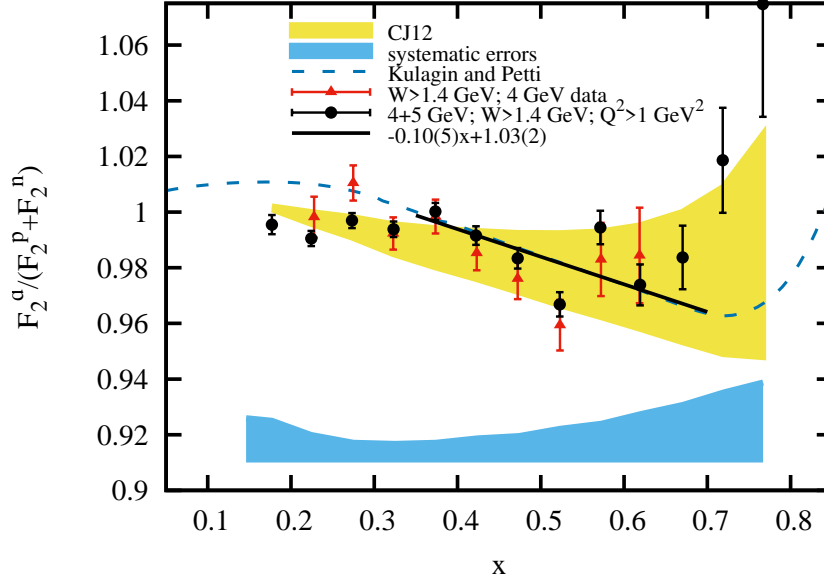 1.06
1.04
1.02
1
0.98
0.96
0.94
0.92
0.9
F₂ᵈ/(F₂ᵖ+F₂ⁿ)
CJ12
systematic errors
Kulagin and Petti
W>1.4 GeV; 4 GeV data
4+5 GeV; W>1.4 GeV; Q²>1 GeV²
-0.10(5)x+1.03(2)
0.1 0.2 0.3 0.4 0.5 0.6 0.7 0.8
x